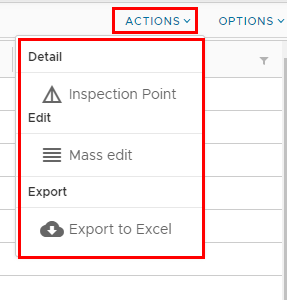 ACTIONS OPTIONS
Detail
Inspection Point
Edit
Mass edit
Export
Export to Excel